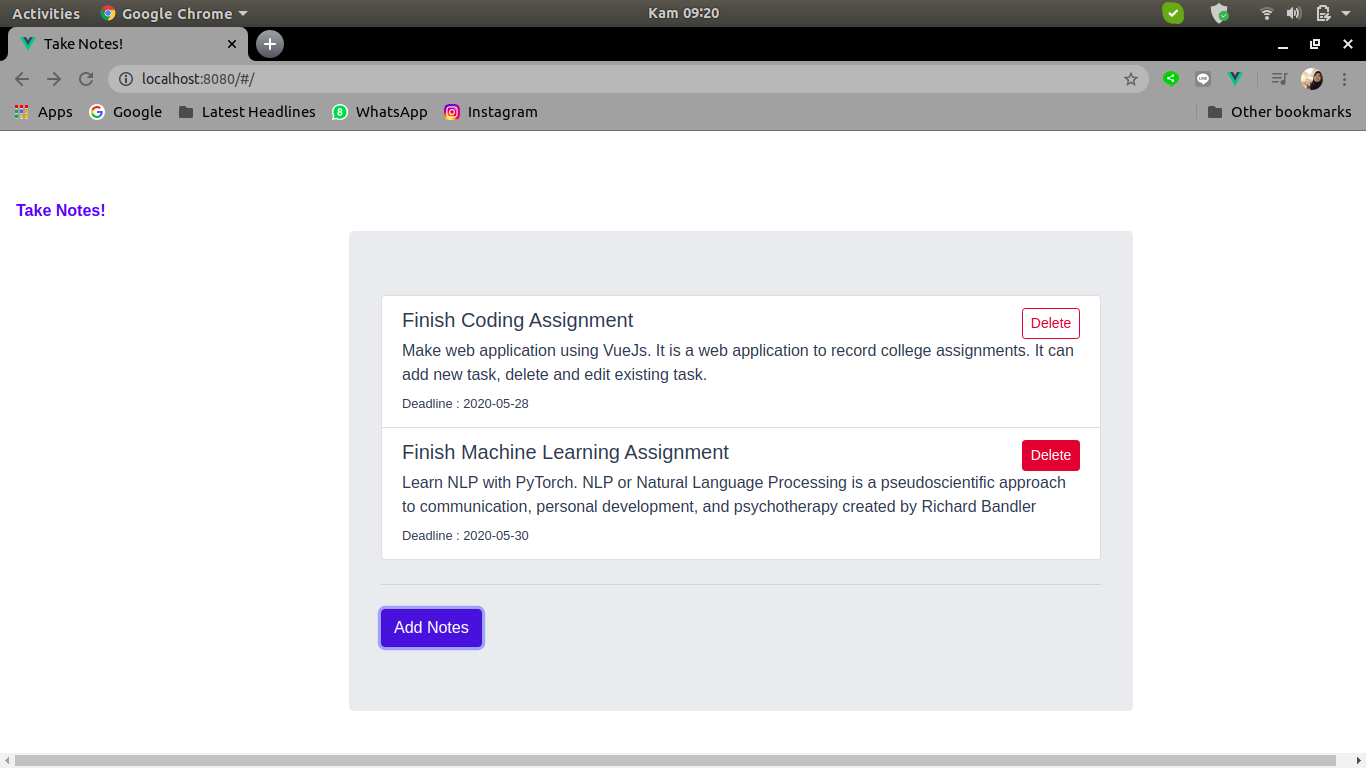 Activities Google Chrome Kam 09:20
Take Notes!
localhost:8080/#/
Apps Google Latest Headlines WhatsApp Instagram Other bookmarks
Take Notes!
Finish Coding Assignment Delete
Make web application using VueJs. It is a web application to record college assignments. It can
add new task, delete and edit existing task.
Deadline : 2020-05-28
Finish Machine Learning Assignment Delete
Learn NLP with PyTorch. NLP or Natural Language Processing is a pseudoscientific approach
to communication, personal development, and psychotherapy created by Richard Bandler
Deadline : 2020-05-30
Add Notes